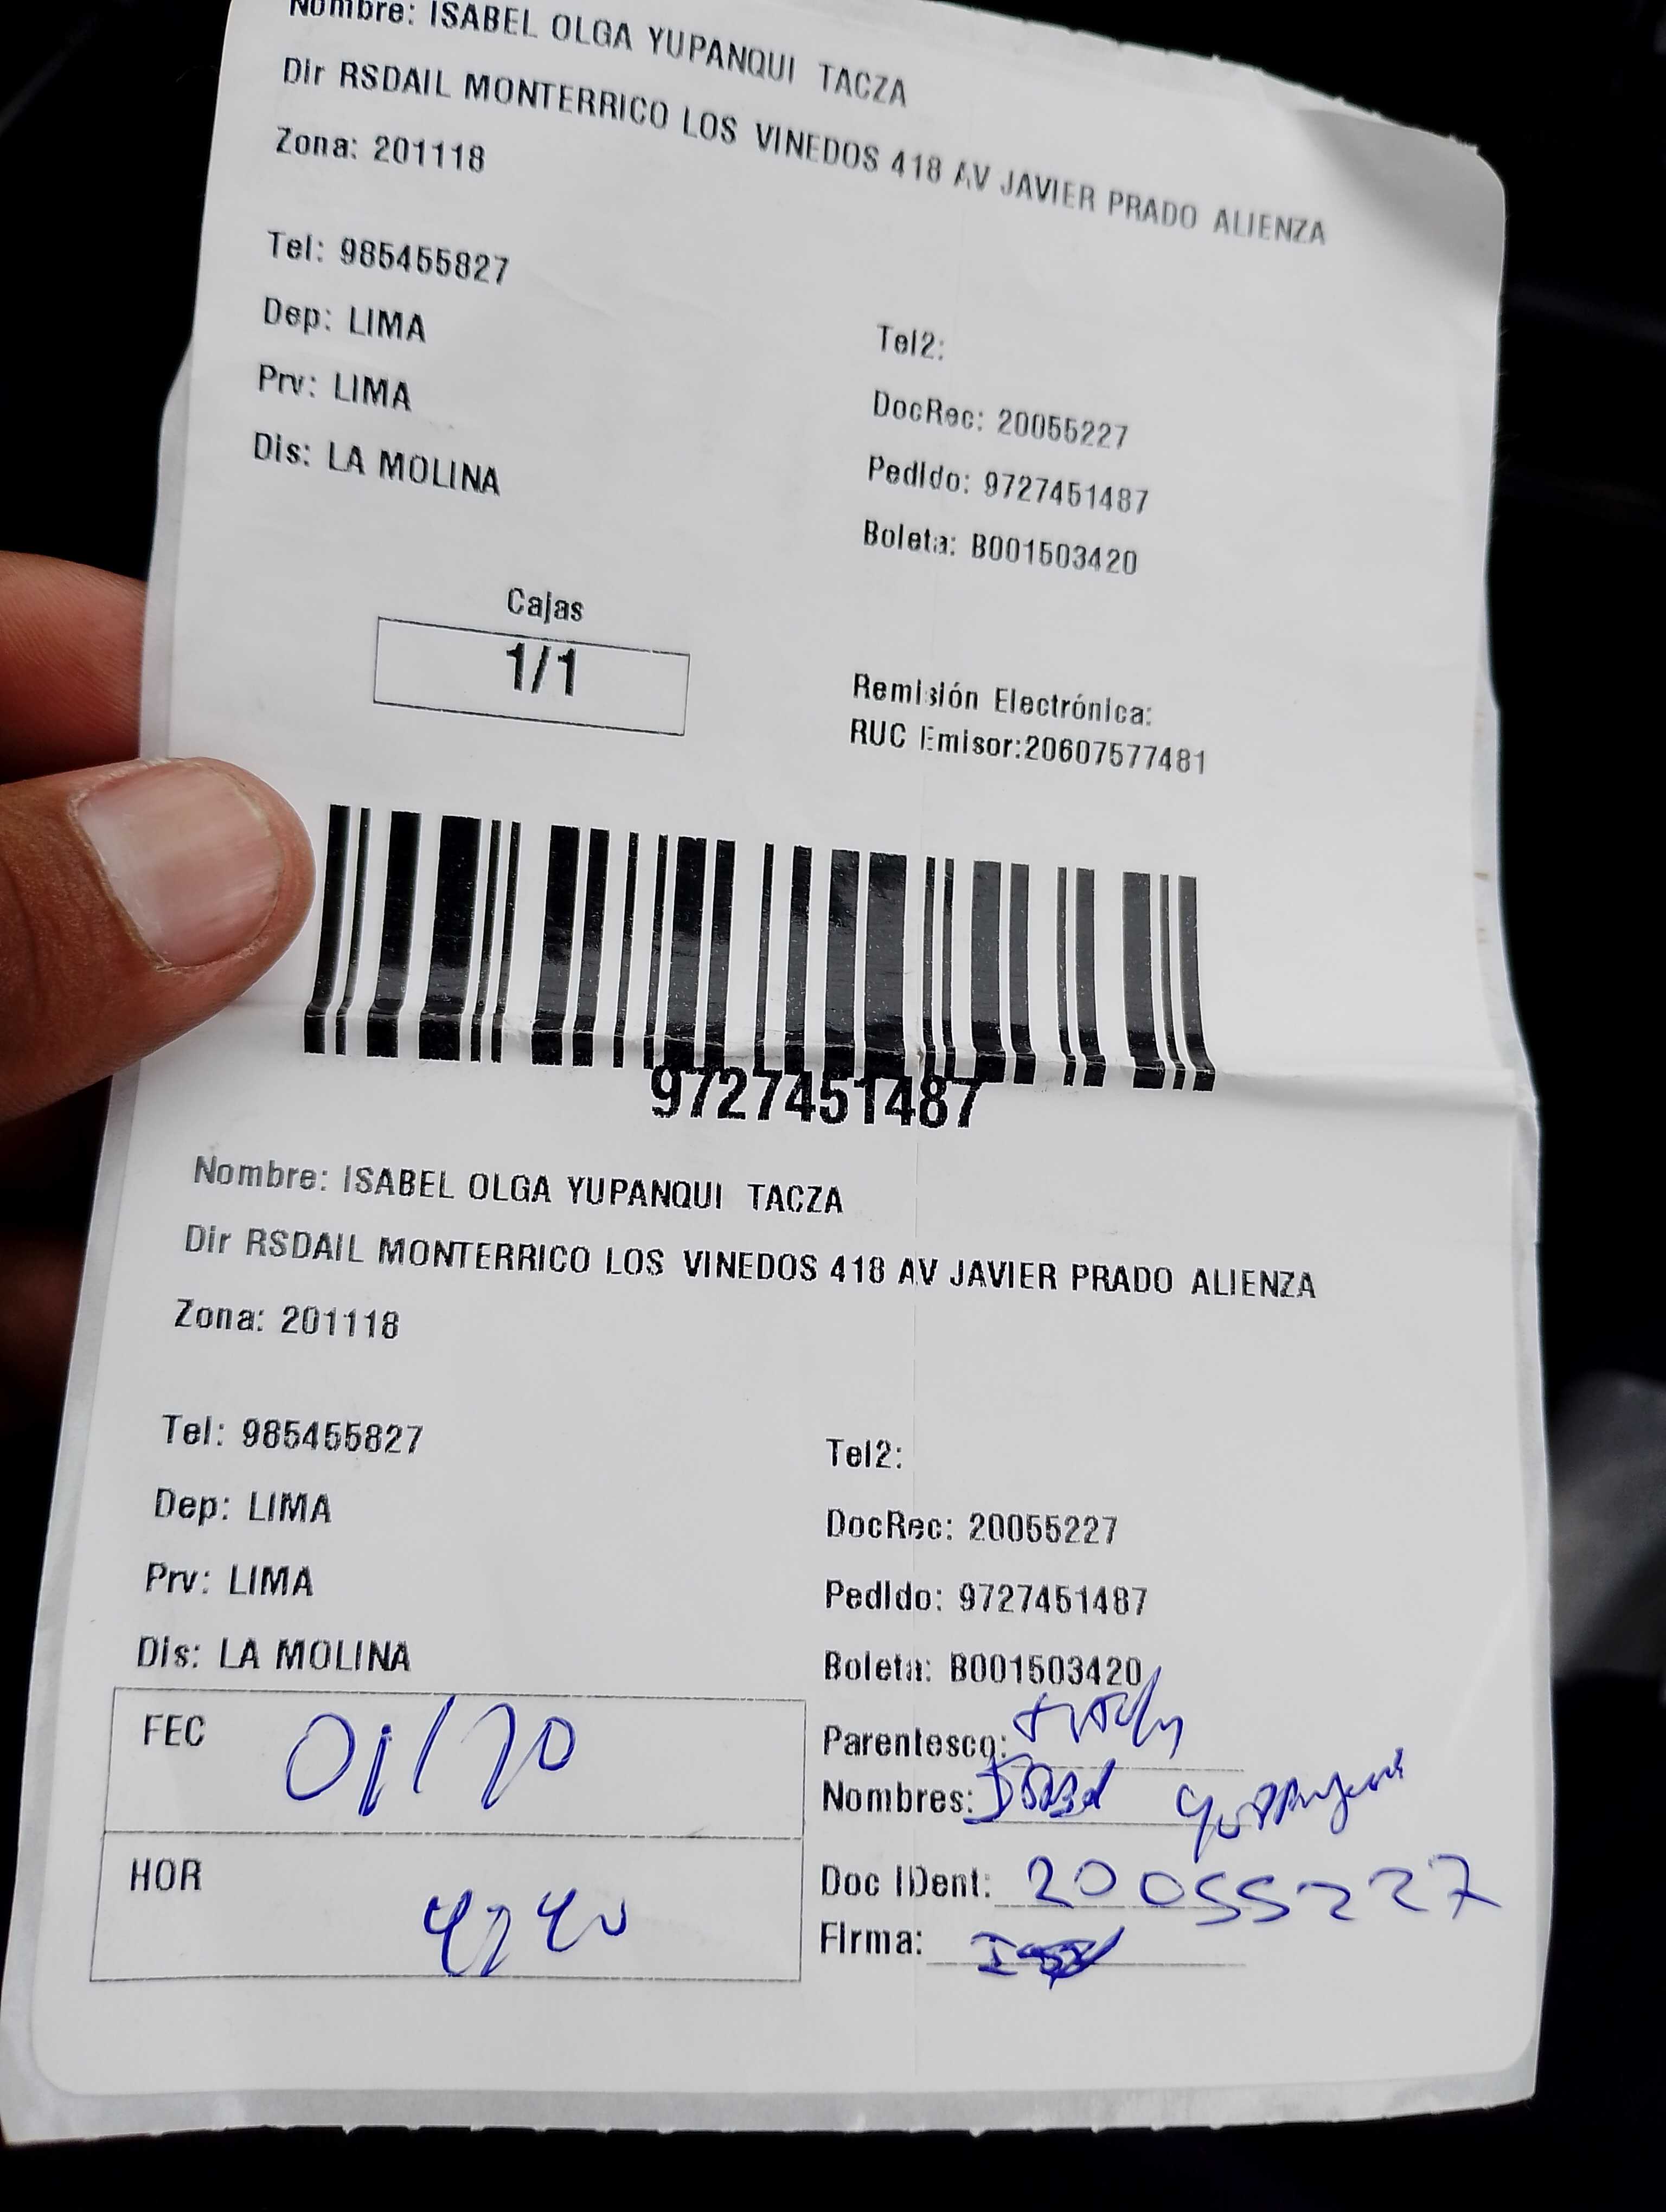 Nombre: ISABEL OLGA YUPANQUI TACZA
Dir RSDAIL MONTERRICO LOS VINEDOS 418 AV JAVIER PRADO ALIENZA
Zona: 201118
Tel: 985455827
Tel2:
Dep: LIMA
DocRec: 20055227
Prv: LIMA
Pedido: 9727451487
Dis: LA MOLINA
Boleta: B001503420
Cajas
1/1
Remisión Electrónica:
RUC Emisor:20607577481
9727451487
Nombre: ISABEL OLGA YUPANQUI TACZA
Dir RSDAIL MONTERRICO LOS VINEDOS 418 AV JAVIER PRADO ALIENZA
Zona: 201118
Tel: 985455827
Tel2:
Dep: LIMA
DocRec: 20055227
Prv: LIMA
Pedido: 9727451487
Dis: LA MOLINA
Boleta: B001503420
FEC
Parentesco:
Nombres: Isabel Yupanqui
HOR
Doc IDent: 20055227
Firma: